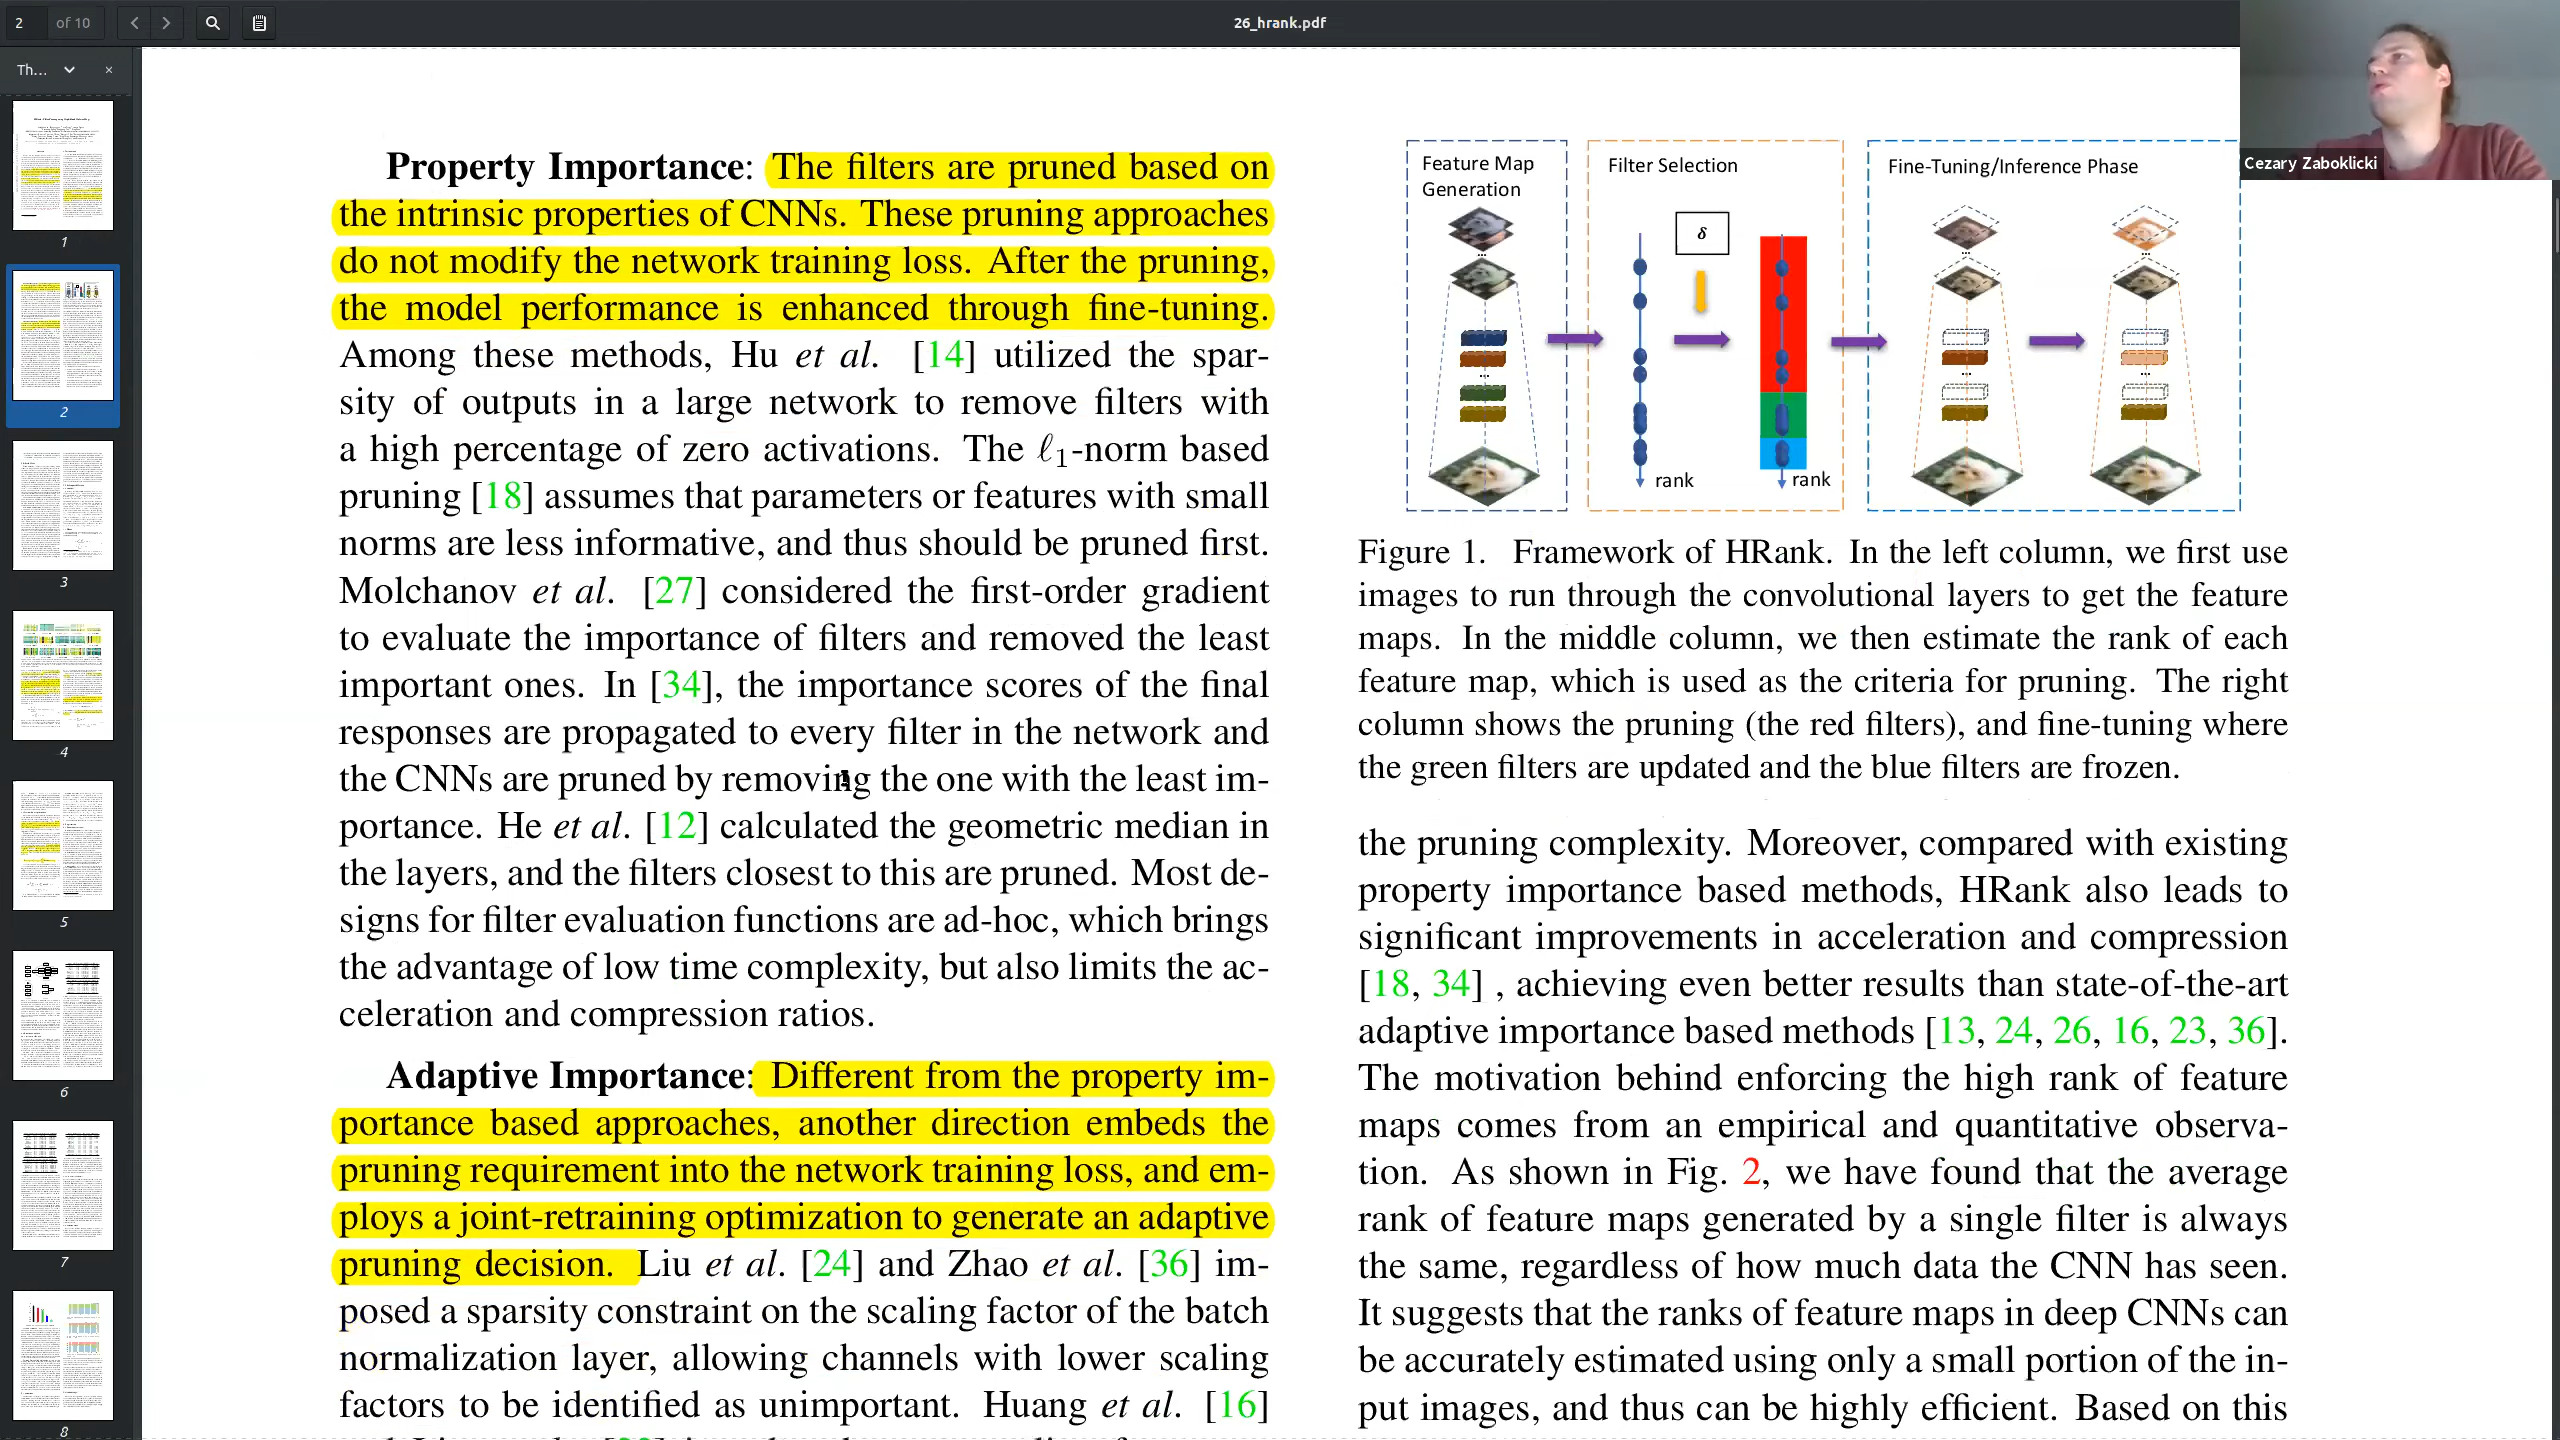 2 of 10
26_hrank.pdf
Th...
1
2
3
4
5
6
7
8
Cezary Zaboklicki
Property Importance: The filters are pruned based on
the intrinsic properties of CNNs. These pruning approaches
do not modify the network training loss. After the pruning,
the model performance is enhanced through fine-tuning.
Among these methods, Hu et al. [14] utilized the spar-
sity of outputs in a large network to remove filters with
a high percentage of zero activations. The ℓ1-norm based
pruning [18] assumes that parameters or features with small
norms are less informative, and thus should be pruned first.
Molchanov et al. [27] considered the first-order gradient
to evaluate the importance of filters and removed the least
important ones. In [34], the importance scores of the final
responses are propagated to every filter in the network and
the CNNs are pruned by removing the one with the least im-
portance. He et al. [12] calculated the geometric median in
the layers, and the filters closest to this are pruned. Most de-
signs for filter evaluation functions are ad-hoc, which brings
the advantage of low time complexity, but also limits the ac-
celeration and compression ratios.
Adaptive Importance: Different from the property im-
portance based approaches, another direction embeds the
pruning requirement into the network training loss, and em-
ploys a joint-retraining optimization to generate an adaptive
pruning decision. Liu et al. [24] and Zhao et al. [36] im-
posed a sparsity constraint on the scaling factor of the batch
normalization layer, allowing channels with lower scaling
factors to be identified as unimportant. Huang et al. [16]
Feature Map
Generation
Filter Selection
δ
rank
rank
Fine-Tuning/Inference Phase
Figure 1. Framework of HRank. In the left column, we first use
images to run through the convolutional layers to get the feature
maps. In the middle column, we then estimate the rank of each
feature map, which is used as the criteria for pruning. The right
column shows the pruning (the red filters), and fine-tuning where
the green filters are updated and the blue filters are frozen.
the pruning complexity. Moreover, compared with existing
property importance based methods, HRank also leads to
significant improvements in acceleration and compression
[18, 34] , achieving even better results than state-of-the-art
adaptive importance based methods [13, 24, 26, 16, 23, 36].
The motivation behind enforcing the high rank of feature
maps comes from an empirical and quantitative observa-
tion. As shown in Fig. 2, we have found that the average
rank of feature maps generated by a single filter is always
the same, regardless of how much data the CNN has seen.
It suggests that the ranks of feature maps in deep CNNs can
be accurately estimated using only a small portion of the in-
put images, and thus can be highly efficient. Based on this